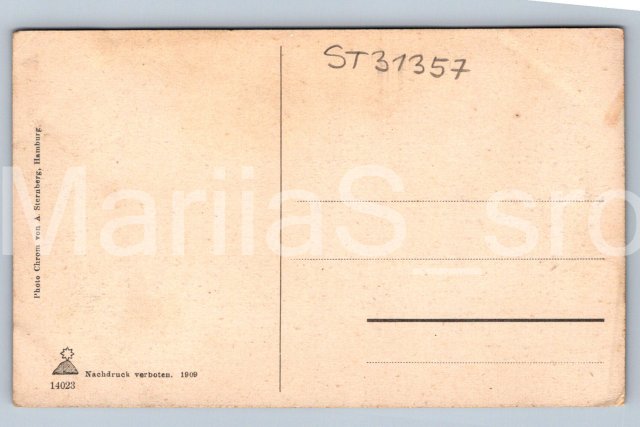 ST31357
Photo Chrom von A. Sternberg, Hamburg.
MariiaS_sro
Nachdruck verboten. 1909
14023